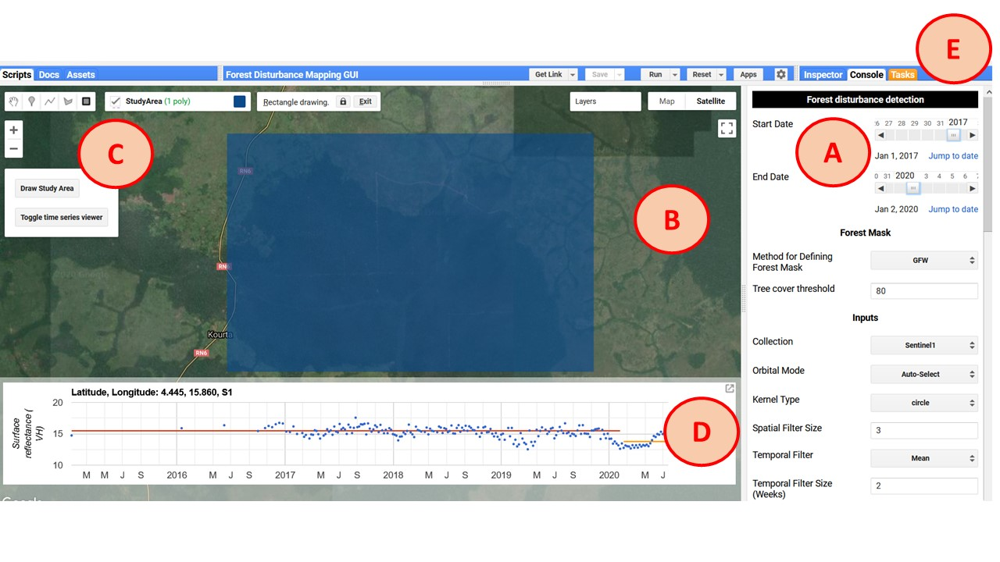 E
Scripts Docs Assets
Forest Disturbance Mapping GUI
Get Link Save Run Reset Apps
Inspector Console Tasks
StudyArea (1 poly)
Rectangle drawing. Exit
Layers
Map Satellite
+
−
C
Draw Study Area
Toggle time series viewer
RN6
RN
Kourta
RN6
B
Forest disturbance detection
Start Date
27 28 29 30 31 2017
A
Jan 1, 2017 Jump to date
End Date
31 2020 3 4 5 6
Jan 2, 2020 Jump to date
Forest Mask
Method for Defining
Forest Mask
GFW
Tree cover threshold
80
Inputs
Collection
Sentinel1
Orbital Mode
Auto-Select
Kernel Type
circle
Spatial Filter Size
3
Temporal Filter
Mean
Temporal Filter Size
(Weeks)
2
Latitude, Longitude: 4.445, 15.860, S1
Surface
reflectance (
VH)
20
15
10
M M J S 2016 M J S 2017 M J S 2018 M J S 2019 M J S 2020 M J
D
Google